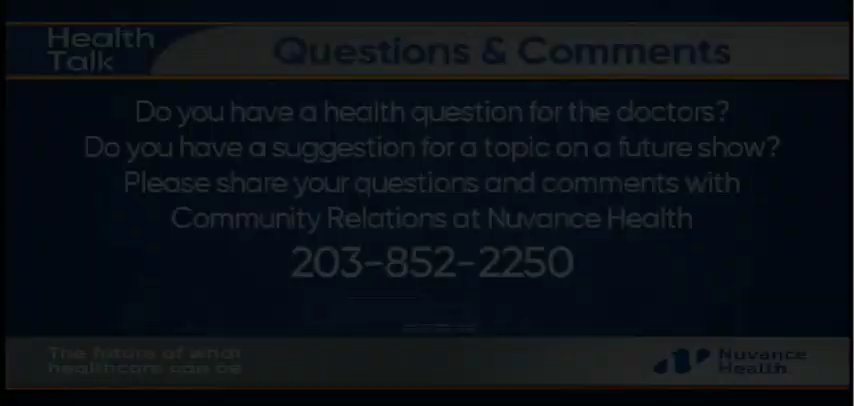 Health
Talk
Questions & Comments
Do you have a health question for the doctors?
Do you have a suggestion for a topic on a future show?
Please share your questions and comments with
Community Relations at Nuvance Health
203-852-2250
The future of what
healthcare can be
Nuvance
Health